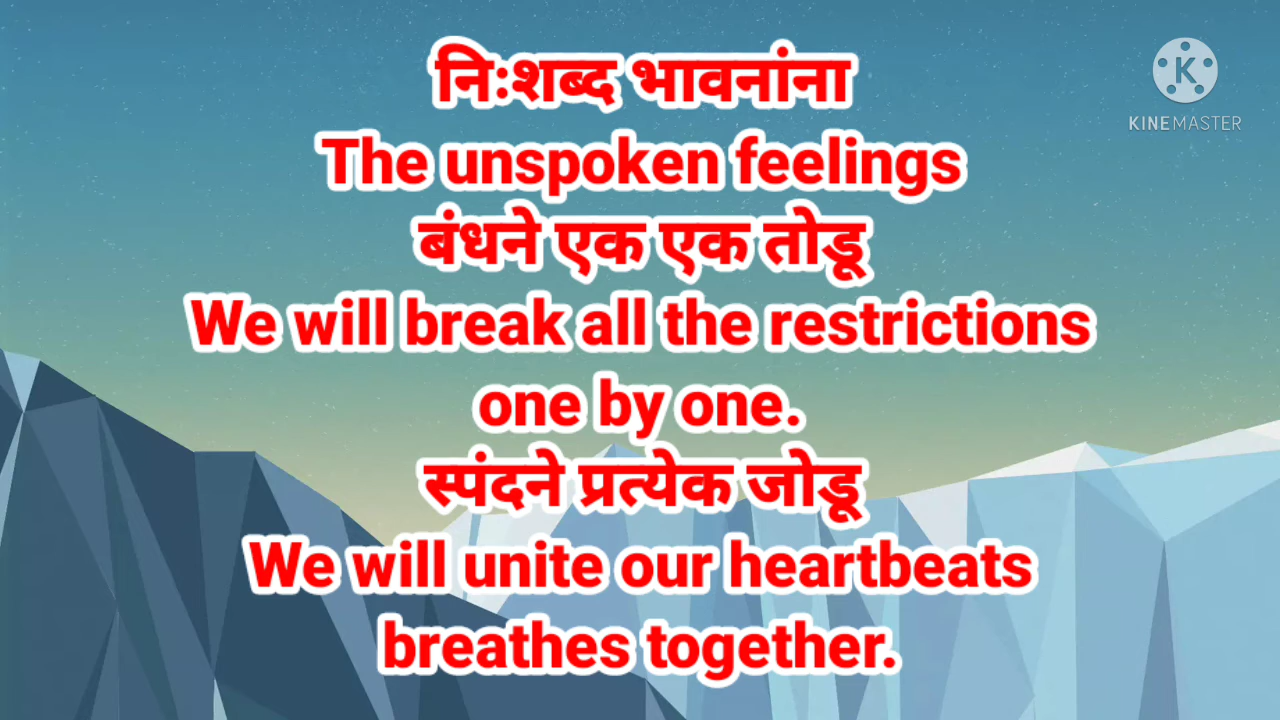 निःशब्द भावनांना
The unspoken feelings
बंधने एक एक तोडू
We will break all the restrictions
one by one.
स्पंदने प्रत्येक जोडू
We will unite our heartbeats
breathes together.
K
KINEMASTER